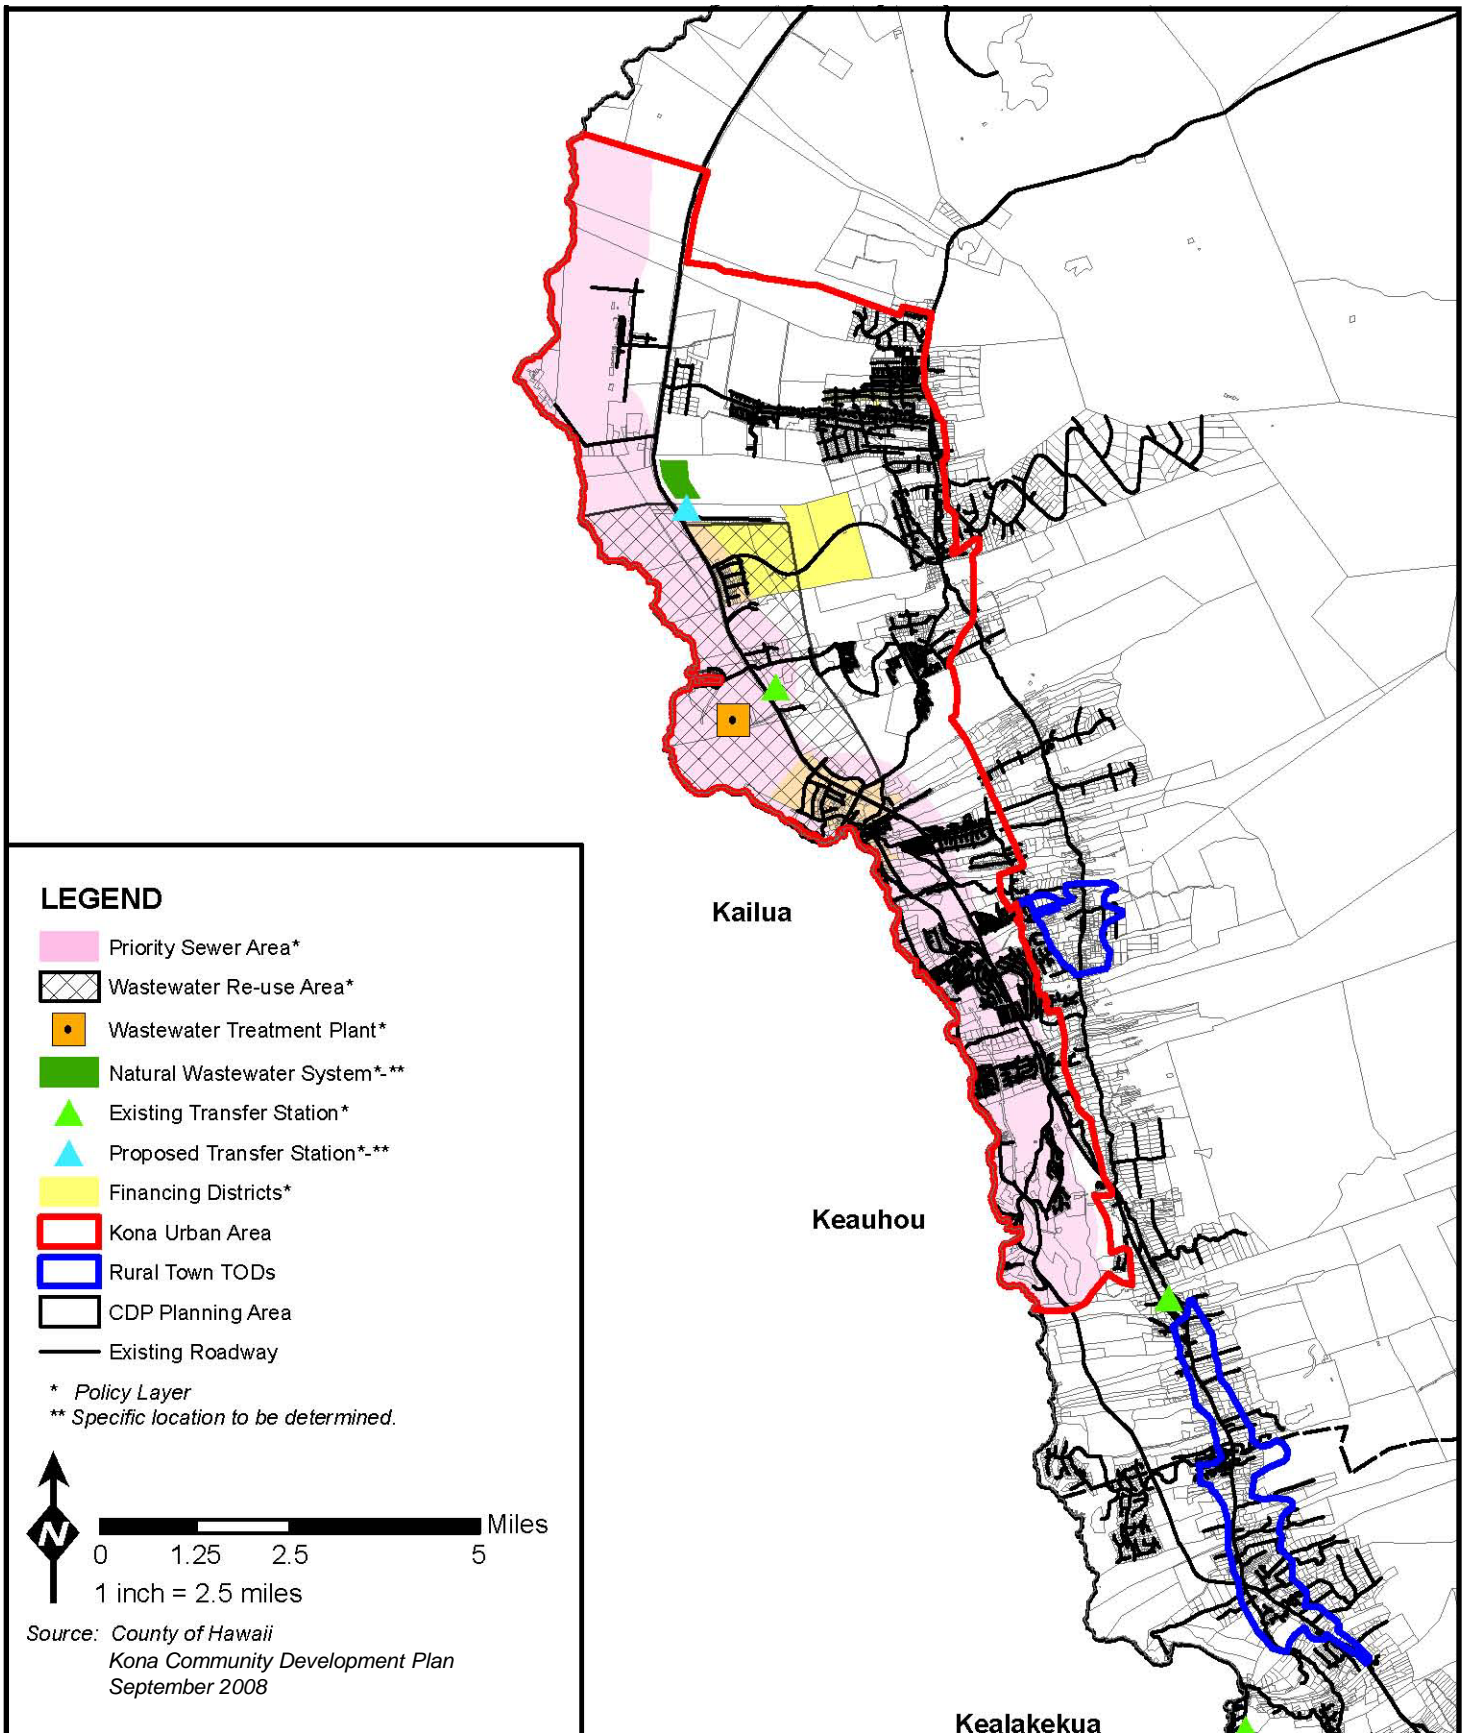 Kailua
Keauhou
Kealakekua
LEGEND
Priority Sewer Area*
Wastewater Re-use Area*
Wastewater Treatment Plant*
Natural Wastewater System*-**
Existing Transfer Station*
Proposed Transfer Station*-**
Financing Districts*
Kona Urban Area
Rural Town TODs
CDP Planning Area
Existing Roadway
* Policy Layer
** Specific location to be determined.
N
Miles
0 1.25 2.5 5
1 inch = 2.5 miles
Source: County of Hawaii
Kona Community Development Plan
September 2008